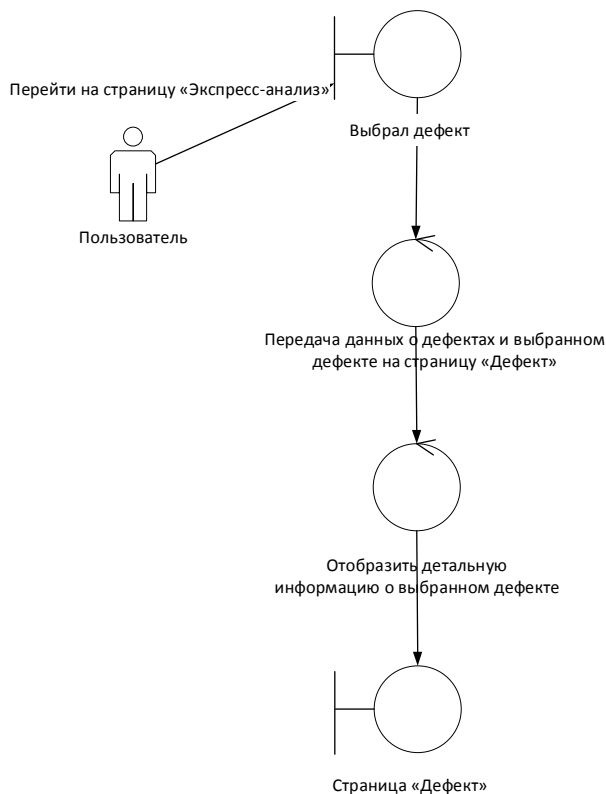 Перейти на страницу «Экспресс-анализ»
Выбрал дефект
Пользователь
Передача данных о дефектах и выбранном
дефекте на страницу «Дефект»
Отобразить детальную
информацию о выбранном дефекте
Страница «Дефект»